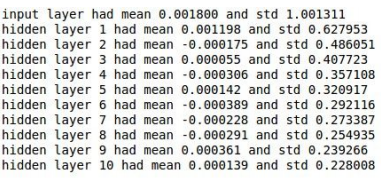 input layer had mean 0.001800 and std 1.001311
hidden layer 1 had mean 0.001198 and std 0.627953
hidden layer 2 had mean -0.000175 and std 0.486051
hidden layer 3 had mean 0.000055 and std 0.407723
hidden layer 4 had mean -0.000306 and std 0.357108
hidden layer 5 had mean 0.000142 and std 0.320917
hidden layer 6 had mean -0.000389 and std 0.292116
hidden layer 7 had mean -0.000228 and std 0.273387
hidden layer 8 had mean -0.000291 and std 0.254935
hidden layer 9 had mean 0.000361 and std 0.239266
hidden layer 10 had mean 0.000139 and std 0.228008